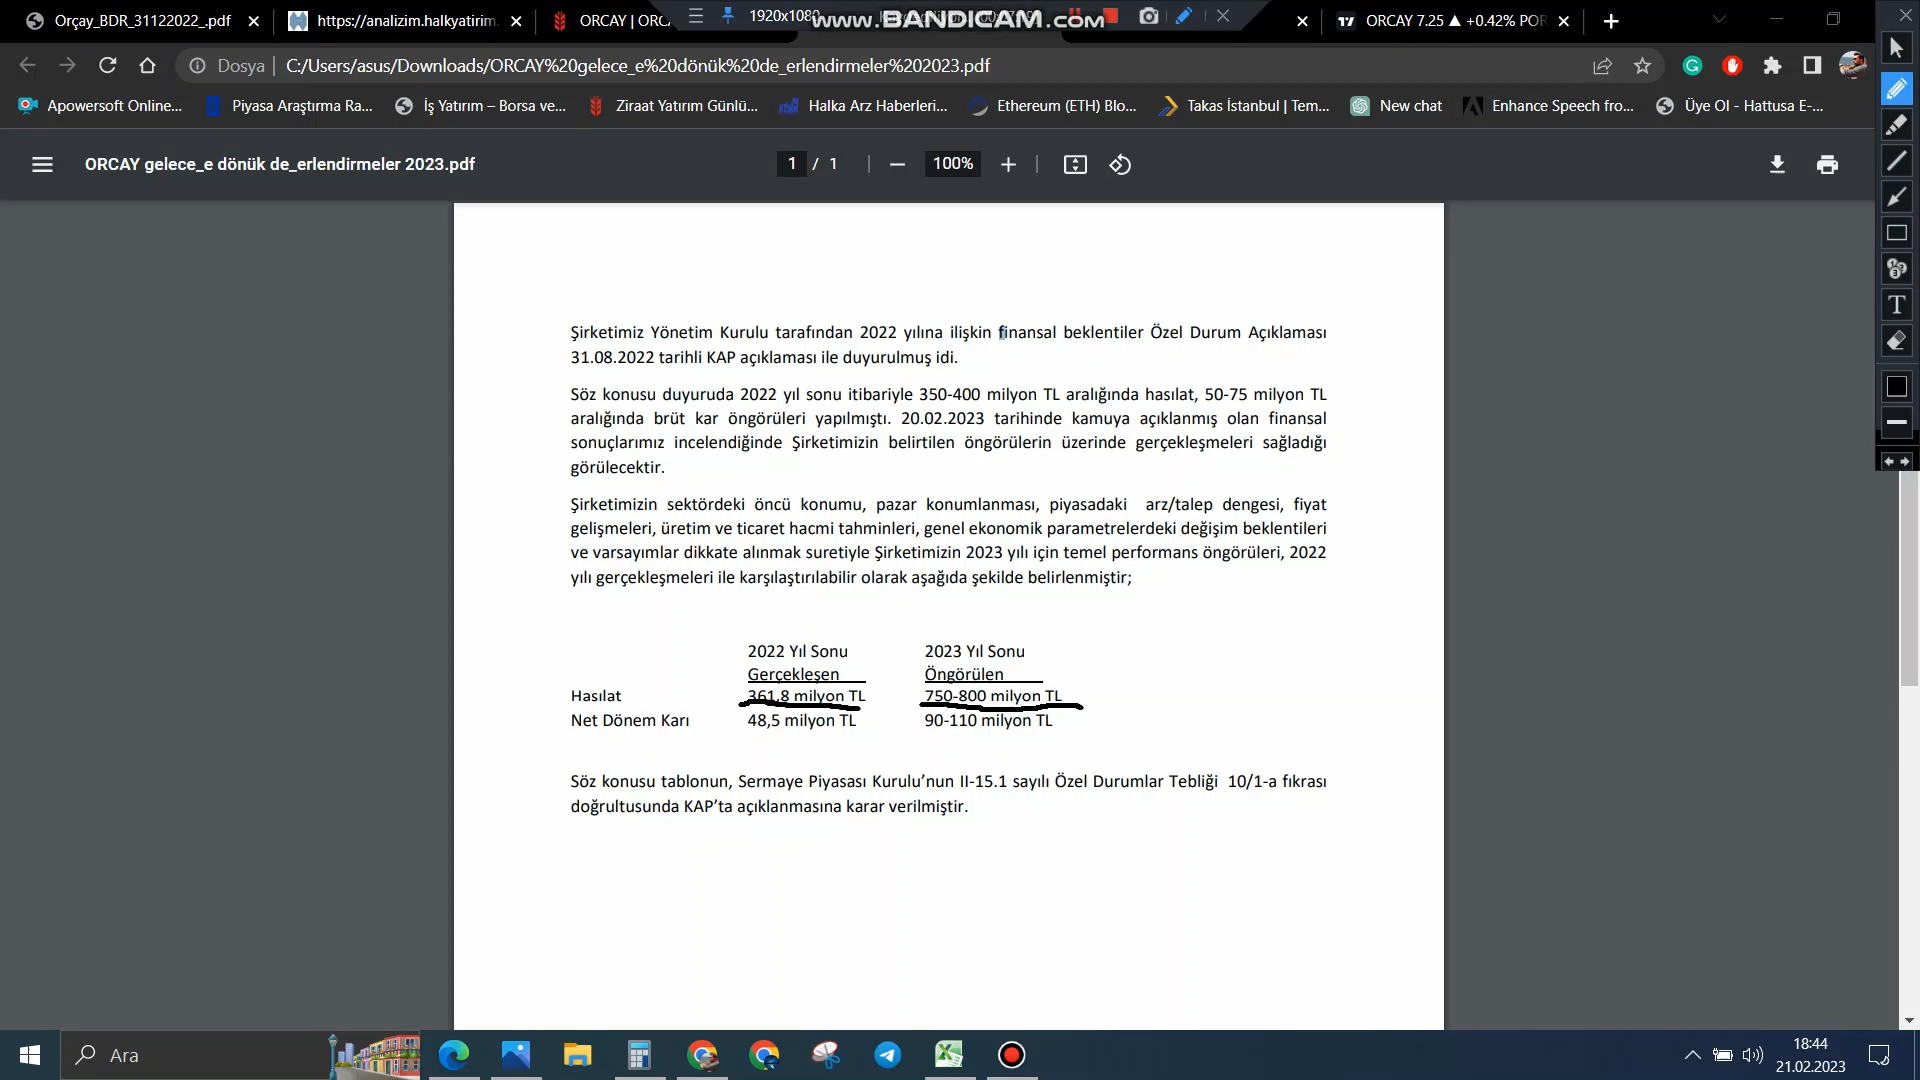 Orçay_BDR_31122022_.pdf
https://analizim.halkyatirim.
ORCAY | ORC
1920x1080
www.BANDICAM.com
ORCAY 7.25 ▲ +0.42% POR
Dosya | C:/Users/asus/Downloads/ORCAY%20gelece_e%20dönük%20de_erlendirmeler%202023.pdf
Apowersoft Online...
Piyasa Araştırma Ra...
İş Yatırım – Borsa ve...
Ziraat Yatırım Günlü...
Halka Arz Haberleri...
Ethereum (ETH) Blo...
Takas İstanbul | Tem...
New chat
Enhance Speech fro...
Üye Ol - Hattusa E-...
ORCAY gelece_e dönük de_erlendirmeler 2023.pdf
1 / 1
100%
Şirketimiz Yönetim Kurulu tarafından 2022 yılına ilişkin finansal beklentiler Özel Durum Açıklaması
31.08.2022 tarihli KAP açıklaması ile duyurulmuş idi.
Söz konusu duyuruda 2022 yıl sonu itibariyle 350-400 milyon TL aralığında hasılat, 50-75 milyon TL
aralığında brüt kar öngörüleri yapılmıştı. 20.02.2023 tarihinde kamuya açıklanmış olan finansal
sonuçlarımız incelendiğinde Şirketimizin belirtilen öngörülerin üzerinde gerçekleşmeleri sağladığı
görülecektir.
Şirketimizin sektördeki öncü konumu, pazar konumlanması, piyasadaki arz/talep dengesi, fiyat
gelişmeleri, üretim ve ticaret hacmi tahminleri, genel ekonomik parametrelerdeki değişim beklentileri
ve varsayımlar dikkate alınmak suretiyle Şirketimizin 2023 yılı için temel performans öngörüleri, 2022
yılı gerçekleşmeleri ile karşılaştırılabilir olarak aşağıda şekilde belirlenmiştir;
2022 Yıl Sonu 2023 Yıl Sonu
Gerçekleşen Öngörülen
Hasılat 361,8 milyon TL 750-800 milyon TL
Net Dönem Karı 48,5 milyon TL 90-110 milyon TL
Söz konusu tablonun, Sermaye Piyasası Kurulu’nun II-15.1 sayılı Özel Durumlar Tebliği 10/1-a fıkrası
doğrultusunda KAP’ta açıklanmasına karar verilmiştir.
Ara
18:44
21.02.2023